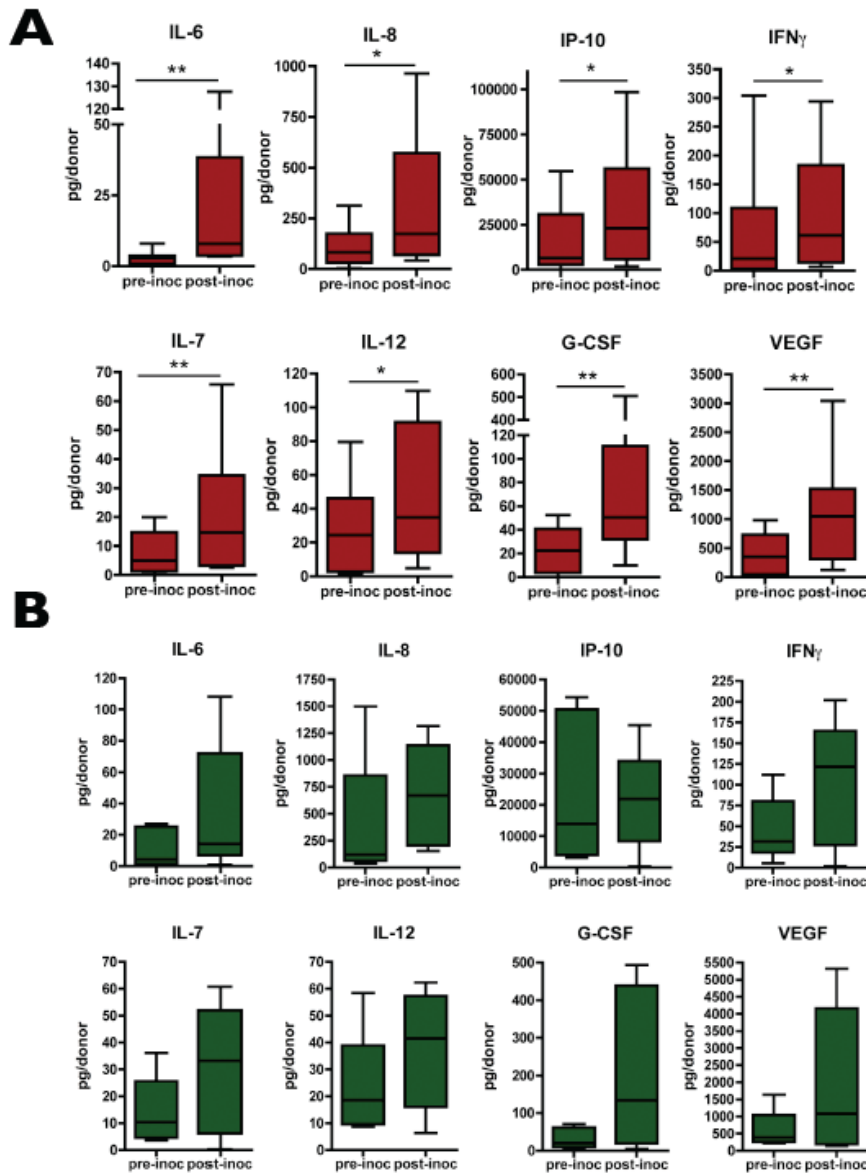 A
IL-6
IL-8
IP-10
IFNγ
**
*
*
*
pg/donor
140
130
120
110
100
50
25
0
pre-inoc post-inoc
pg/donor
1000
750
500
250
0
pre-inoc post-inoc
pg/donor
100000
75000
50000
25000
0
pre-inoc post-inoc
pg/donor
350
300
250
200
150
100
50
0
pre-inoc post-inoc
IL-7
IL-12
G-CSF
VEGF
**
*
**
**
pg/donor
70
60
50
40
30
20
10
0
pre-inoc post-inoc
pg/donor
120
100
80
60
40
20
0
pre-inoc post-inoc
pg/donor
600
500
400
120
100
80
60
40
20
0
pre-inoc post-inoc
pg/donor
3500
3000
2500
2000
1500
1000
500
0
pre-inoc post-inoc
B
IL-6
IL-8
IP-10
IFNγ
pg/donor
120
100
80
60
40
20
0
pre-inoc post-inoc
pg/donor
1750
1500
1250
1000
750
500
250
0
pre-inoc post-inoc
pg/donor
60000
50000
40000
30000
20000
10000
0
pre-inoc post-inoc
pg/donor
225
200
175
150
125
100
75
50
25
0
pre-inoc post-inoc
IL-7
IL-12
G-CSF
VEGF
pg/donor
70
60
50
40
30
20
10
0
pre-inoc post-inoc
pg/donor
70
60
50
40
30
20
10
0
pre-inoc post-inoc
pg/donor
500
400
300
200
100
0
pre-inoc post-inoc
pg/donor
5500
5000
4500
4000
3500
3000
2500
2000
1500
1000
500
0
pre-inoc post-inoc